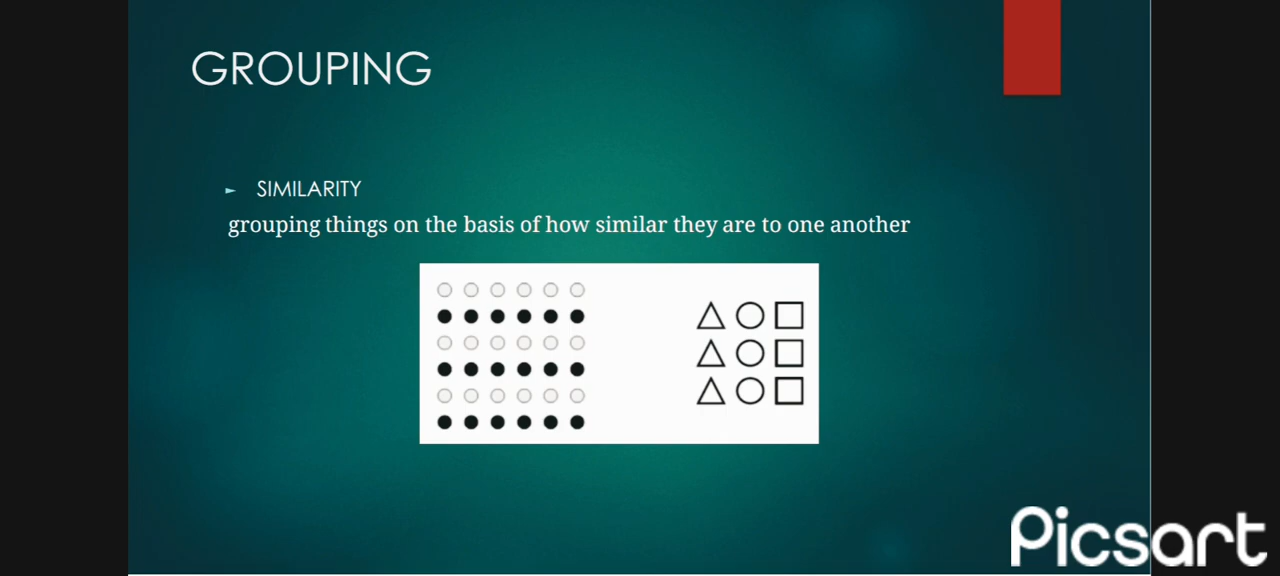 GROUPING
► SIMILARITY
grouping things on the basis of how similar they are to one another
Picsart